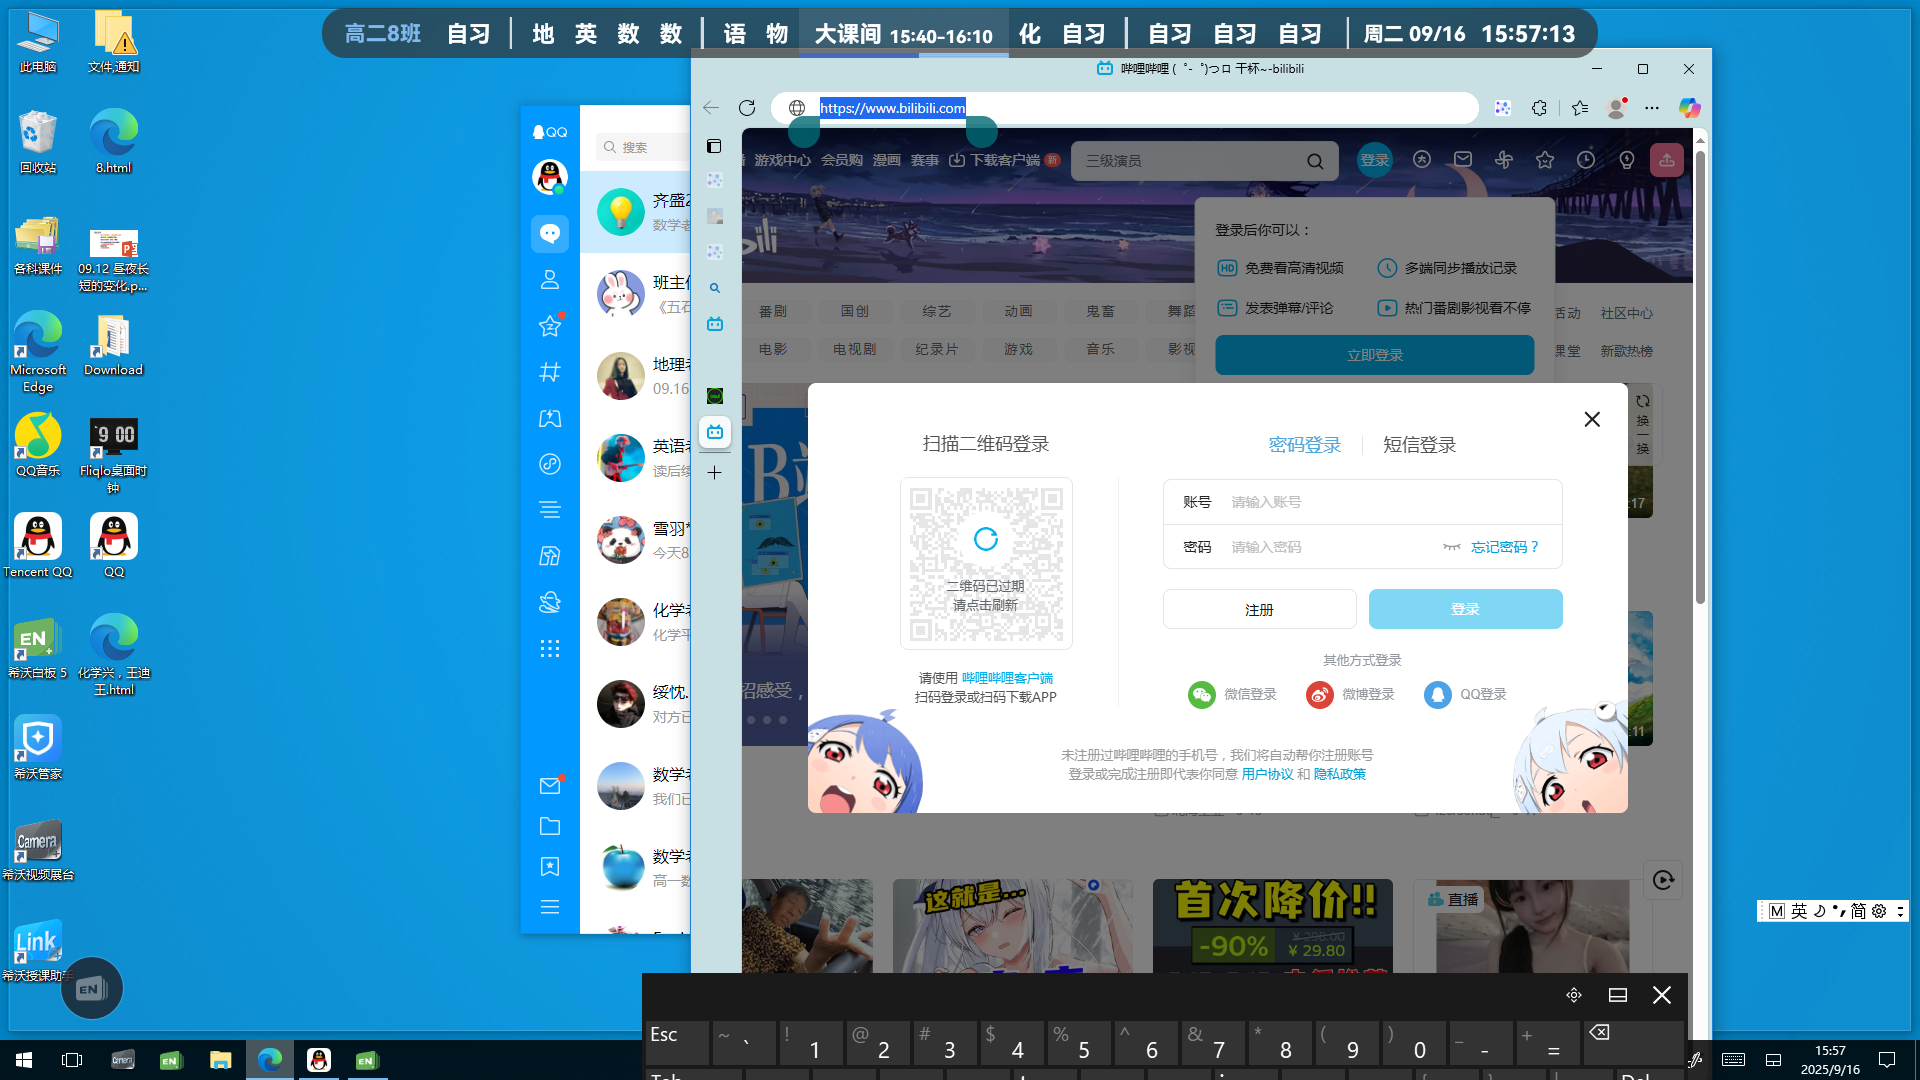 高二8班 自习 | 地 英 数 数 | 语 物 大课间 15:40-16:10 化 自习 | 自习 自习 自习 | 周二 09/16 15:57:13
此电脑
文件,通知
回收站
8.html
各科课件
09.12 昼夜长短的变化.p...
Microsoft Edge
Download
QQ音乐
Fliqlo桌面时钟
Tencent QQ
QQ
EN
希沃白板 5
化学兴，王迪王.html
希沃管家
Camera
希沃视频展台
Link
希沃授课助手
EN
QQ
搜索
数学老
班主任
《五石
地理老
09.16
英语老
读后续
今天8
化学老
化学平
绥忱.
对方已
数学老
我们已
数学老
高一数
哔哩哔哩 (゜-゜)つロ 干杯~-bilibili
https://www.bilibili.com
游戏中心 会员购 漫画 赛事 下载客户端 新
三级演员
登录
登录后你可以：
免费看高清视频
多端同步播放记录
发表弹幕/评论
热门番剧影视看不停
立即登录
番剧 国创 综艺 动画 鬼畜 舞蹈 活动 社区中心
电影 电视剧 纪录片 游戏 音乐 影视 课堂 新歌热榜
换一换
扫描二维码登录
二维码已过期
请点击刷新
请使用 哔哩哔哩客户端
扫码登录或扫码下载APP
密码登录
短信登录
账号 请输入账号
密码 请输入密码 忘记密码？
注册
登录
其他方式登录
微信登录
微博登录
QQ登录
未注册过哔哩哔哩的手机号，我们将自动帮你注册账号
登录或完成注册即代表你同意 用户协议 和 隐私政策
这就是...
首次降价!!
-90%
¥ 298.00
¥ 29.80
直播
M 英 简
Esc ~ ` ! 1 @ 2 # 3 $ 4 % 5 ^ 6 & 7 * 8 ( 9 ) 0 _ - + =
15:57
2025/9/16